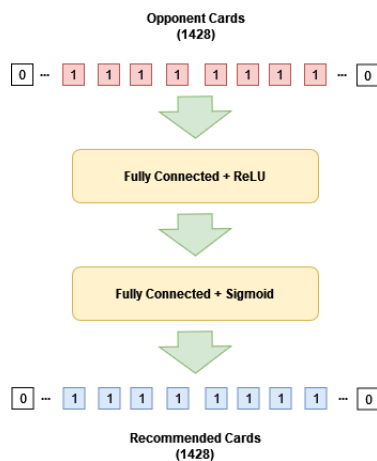 Opponent Cards
(1428)
0 ... 1 1 1 1 1 1 1 1 ... 0
Fully Connected + ReLU
Fully Connected + Sigmoid
0 ... 1 1 1 1 1 1 1 1 ... 0
Recommended Cards
(1428)